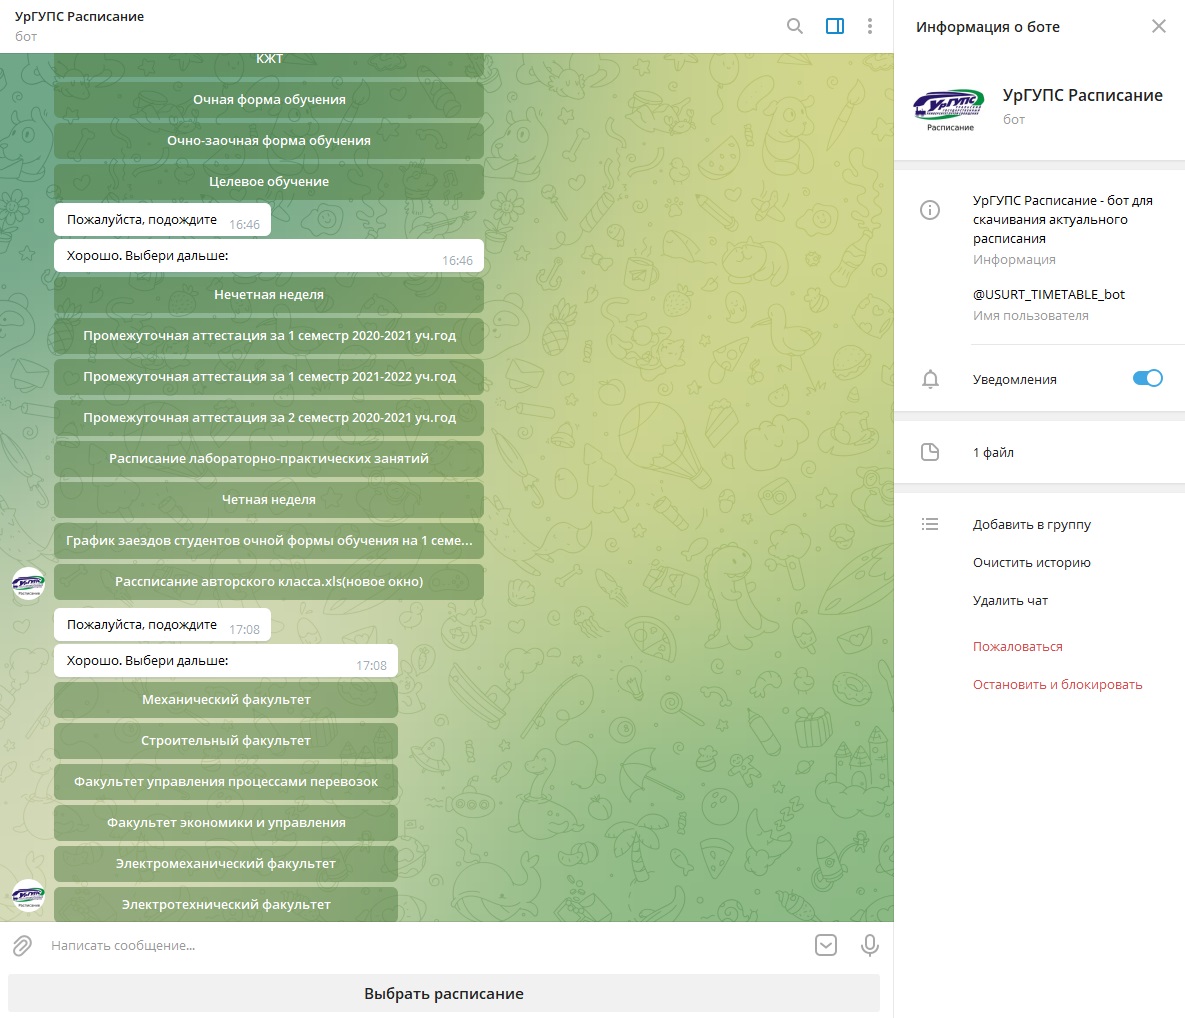 УрГУПС Расписание
бот
КЖТ
Очная форма обучения
Очно-заочная форма обучения
Целевое обучение
Пожалуйста, подождите 16:46
Хорошо. Выбери дальше: 16:46
Нечетная неделя
Промежуточная аттестация за 1 семестр 2020-2021 уч.год
Промежуточная аттестация за 1 семестр 2021-2022 уч.год
Промежуточная аттестация за 2 семестр 2020-2021 уч.год
Расписание лабораторно-практических занятий
Четная неделя
График заездов студентов очной формы обучения на 1 семе...
Рассписание авторского класса.xls(новое окно)
Пожалуйста, подождите 17:08
Хорошо. Выбери дальше: 17:08
Механический факультет
Строительный факультет
Факультет управления процессами перевозок
Факультет экономики и управления
Электромеханический факультет
Электротехнический факультет
Написать сообщение...
Выбрать расписание
Информация о боте
УрГУПС
Расписание
УрГУПС Расписание
бот
УрГУПС Расписание - бот для
скачивания актуального
расписания
Информация
@USURT_TIMETABLE_bot
Имя пользователя
Уведомления
1 файл
Добавить в группу
Очистить историю
Удалить чат
Пожаловаться
Остановить и блокировать